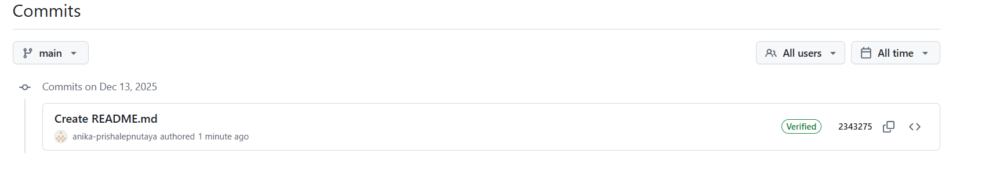 Commits
main
All users
All time
Commits on Dec 13, 2025
Create README.md
Verified
2343275
anika-prishalepnutaya authored 1 minute ago